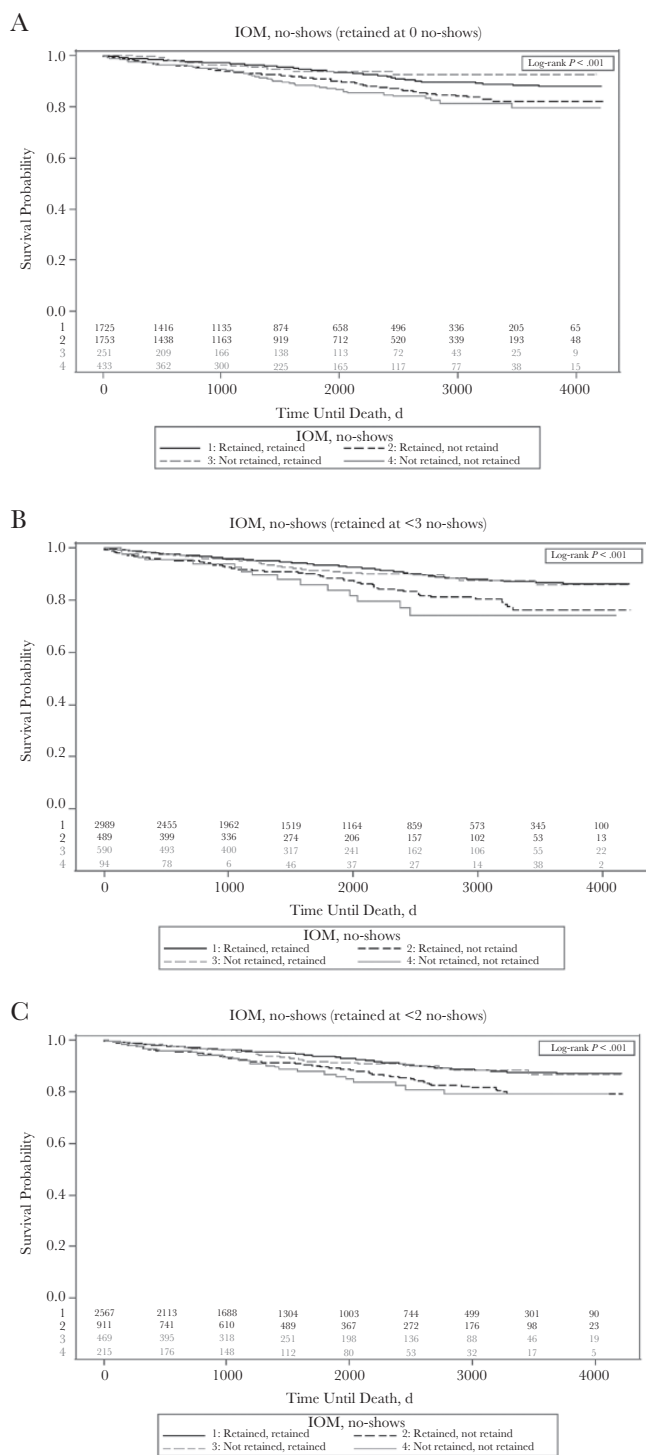 A
IOM, no-shows (retained at 0 no-shows)
Log-rank P < .001
Survival Probability
1.0
0.8
0.6
0.4
0.2
0.0
1 1725 1416 1135 874 658 496 336 205 65
2 1753 1438 1163 919 712 520 339 193 48
3 251 209 166 138 113 72 43 25 9
4 433 362 300 225 165 117 77 38 15
0 1000 2000 3000 4000
Time Until Death, d
IOM, no-shows
1: Retained, retained 2: Retained, not retaind
3: Not retained, retained 4: Not retained, not retained
B
IOM, no-shows (retained at <3 no-shows)
Log-rank P < .001
Survival Probability
1.0
0.8
0.6
0.4
0.2
0.0
1 2989 2455 1962 1519 1164 859 573 345 100
2 489 399 336 274 206 157 102 53 13
3 590 493 400 317 241 162 106 55 22
4 94 78 6 46 37 27 14 38 2
0 1000 2000 3000 4000
Time Until Death, d
IOM, no-shows
1: Retained, retained 2: Retained, not retaind
3: Not retained, retained 4: Not retained, not retained
C
IOM, no-shows (retained at <2 no-shows)
Log-rank P < .001
Survival Probability
1.0
0.8
0.6
0.4
0.2
0.0
1 2567 2113 1688 1304 1003 744 499 301 90
2 911 741 610 489 367 272 176 98 23
3 469 395 318 251 198 136 88 46 19
4 215 176 148 112 80 53 32 17 5
0 1000 2000 3000 4000
Time Until Death, d
IOM, no-shows
1: Retained, retained 2: Retained, not retaind
3: Not retained, retained 4: Not retained, not retained